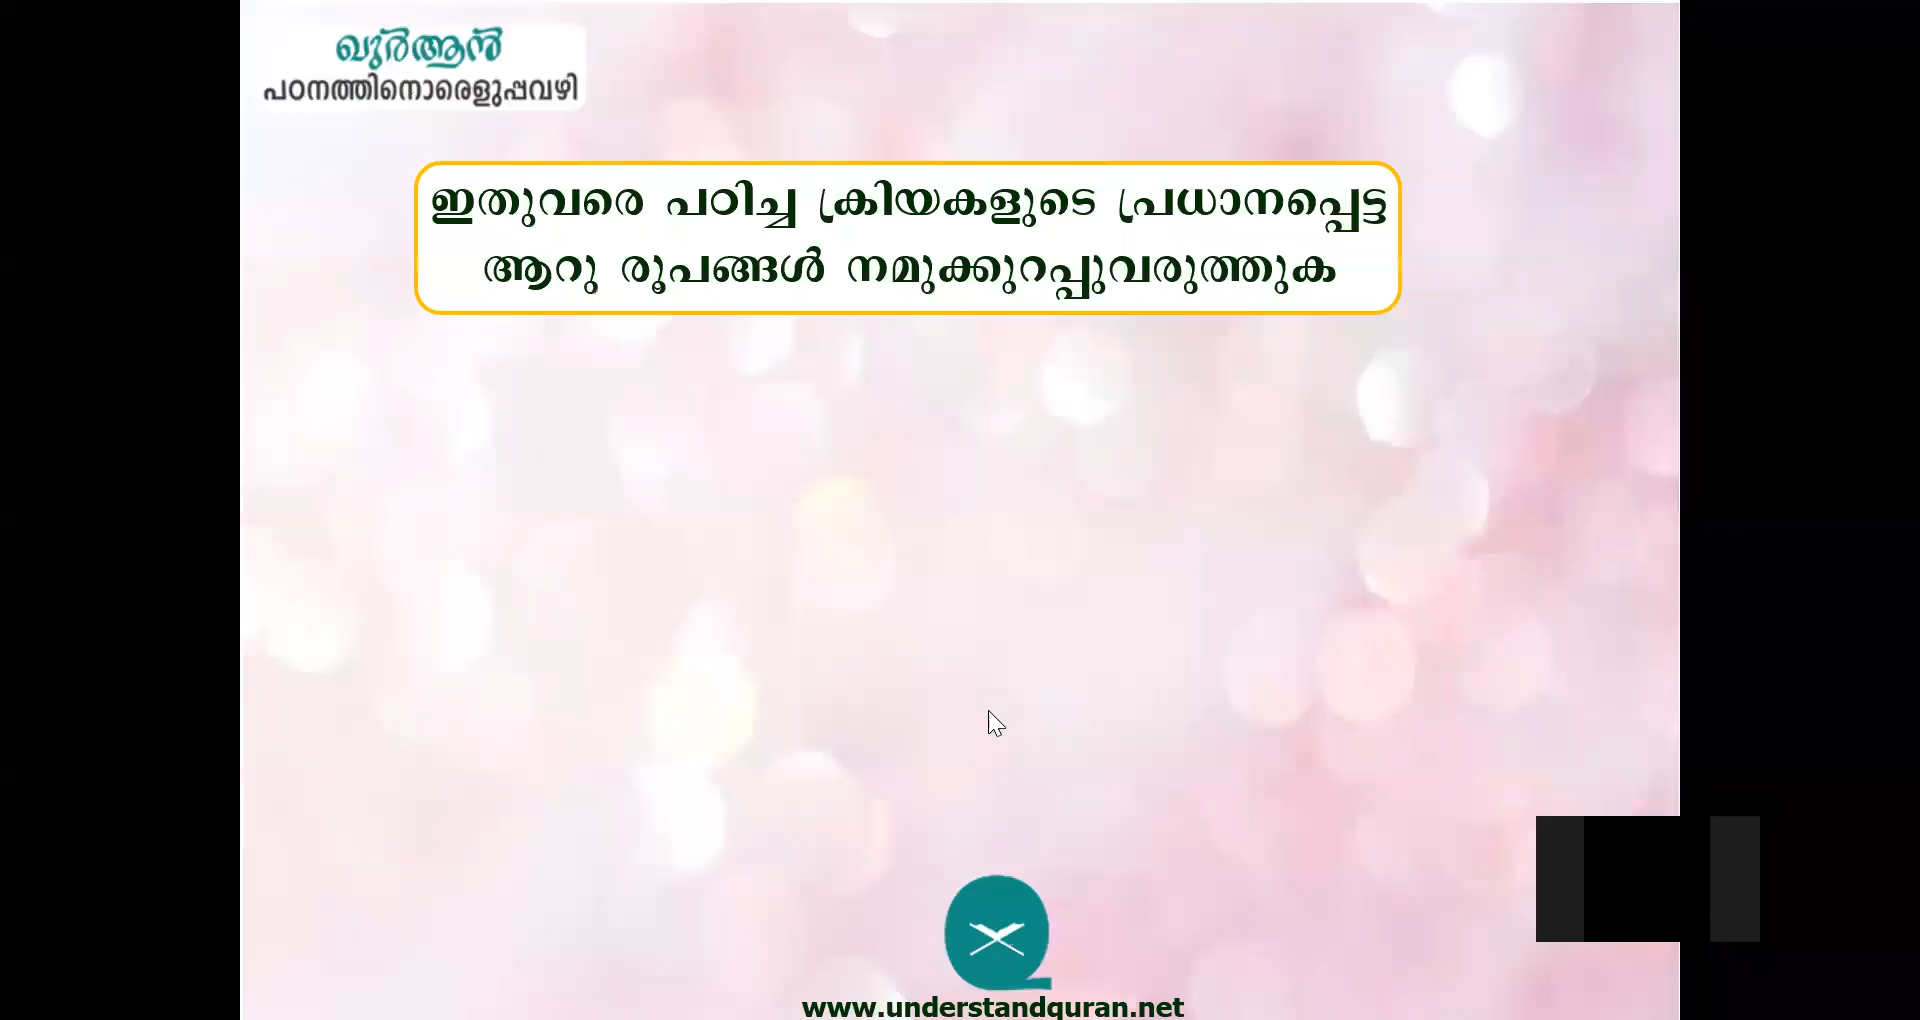 ഖുർആൻ
പഠനത്തിനൊരെളുപ്പവഴി
ഇതുവരെ പഠിച്ച ക്രിയകളുടെ പ്രധാനപ്പെട്ട
ആറു രൂപങ്ങൾ നമുക്കുറപ്പുവരുത്തുക
www.understandquran.net